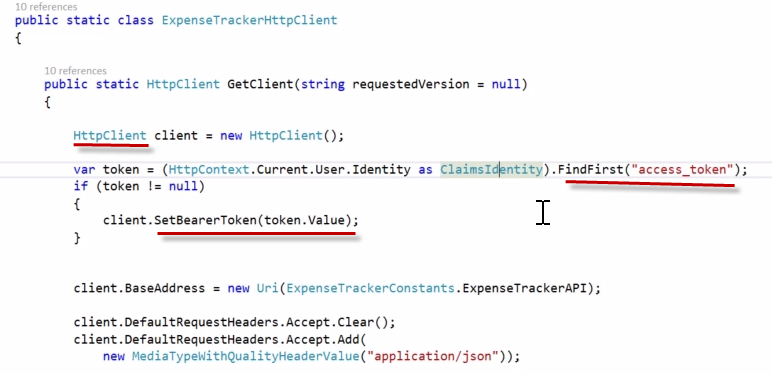 10 references
public static class ExpenseTrackerHttpClient
{
10 references
public static HttpClient GetClient(string requestedVersion = null)
{
HttpClient client = new HttpClient();
var token = (HttpContext.Current.User.Identity as ClaimsIdentity).FindFirst("access_token");
if (token != null)
{
client.SetBearerToken(token.Value);
}
client.BaseAddress = new Uri(ExpenseTrackerConstants.ExpenseTrackerAPI);
client.DefaultRequestHeaders.Accept.Clear();
client.DefaultRequestHeaders.Accept.Add(
new MediaTypeWithQualityHeaderValue("application/json"));